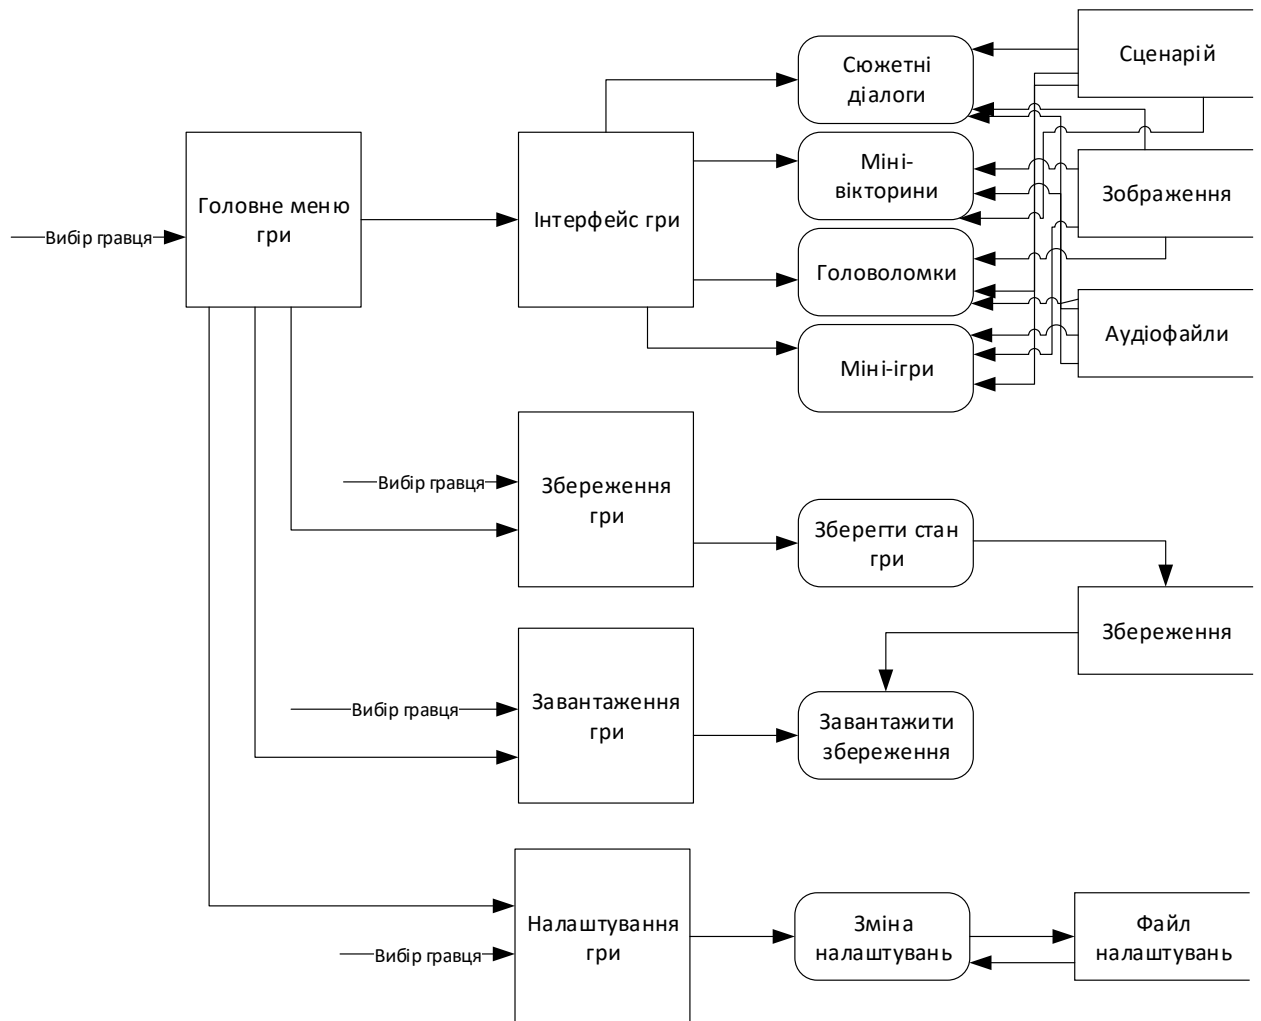 Сценарій
Сюжетні
діалоги
Міні-
вікторини
Зображення
Головне меню
гри
Інтерфейс гри
Вибір гравця
Головоломки
Аудіофайли
Міні-ігри
Вибір гравця
Збереження
гри
Зберегти стан
гри
Збереження
Вибір гравця
Завантаження
гри
Завантажити
збереження
Налаштування
гри
Вибір гравця
Зміна
налаштувань
Файл
налаштувань